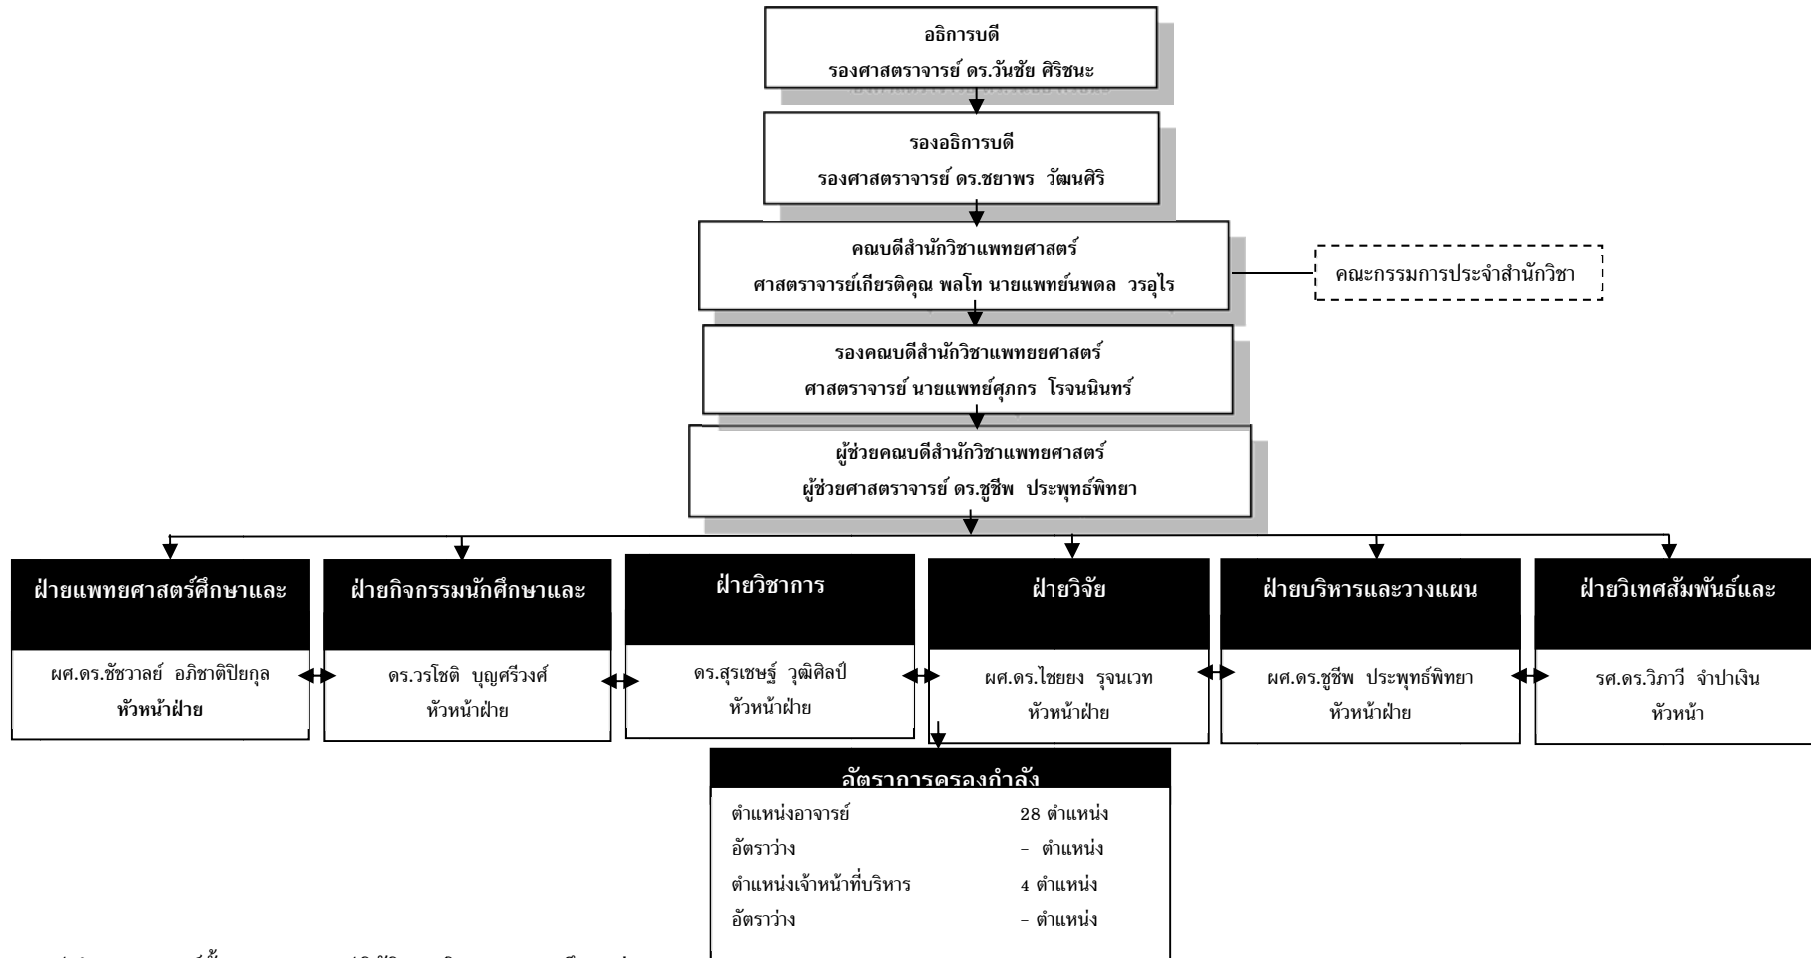 อธิการบดี
รองศาสตราจารย์ ดร.วันชัย ศิริชนะ
รองอธิการบดี
รองศาสตราจารย์ ดร.ชยาพร  วัฒนศิริ
คณบดีสำนักวิชาแพทยศาสตร์
ศาสตราจารย์เกียรติคุณ พลโท นายแพทย์นพดล  วรอุไร
คณะกรรมการประจำสำนักวิชา
รองคณบดีสำนักวิชาแพทยยศาสตร์
ศาสตราจารย์ นายแพทย์ศุภกร  โรจนนินทร์
ผู้ช่วยคณบดีสำนักวิชาแพทยศาสตร์
ผู้ช่วยศาสตราจารย์ ดร.ชูชีพ  ประพุทธ์พิทยา
ฝ่ายแพทยศาสตร์ศึกษาและ
ผศ.ดร.ชัชวาลย์  อภิชาติปิยกุล
หัวหน้าฝ่าย
ฝ่ายกิจกรรมนักศึกษาและ
ดร.วรโชติ  บุญศรีวงศ์
หัวหน้าฝ่าย
ฝ่ายวิชาการ
ดร.สุรเชษฐ์  วุฒิศิลป์
หัวหน้าฝ่าย
ฝ่ายวิจัย
ผศ.ดร.ไชยยง  รุจนเวท
หัวหน้าฝ่าย
ฝ่ายบริหารและวางแผน
ผศ.ดร.ชูชีพ  ประพุทธ์พิทยา
หัวหน้าฝ่าย
ฝ่ายวิเทศสัมพันธ์และ
รศ.ดร.วิภาวี  จำปาเงิน
หัวหน้า
อัตราการครองกำลัง
ตำแหน่งอาจารย์ 28 ตำแหน่ง
อัตราว่าง - ตำแหน่ง
ตำแหน่งเจ้าหน้าที่บริหาร 4 ตำแหน่ง
อัตราว่าง - ตำแหน่ง